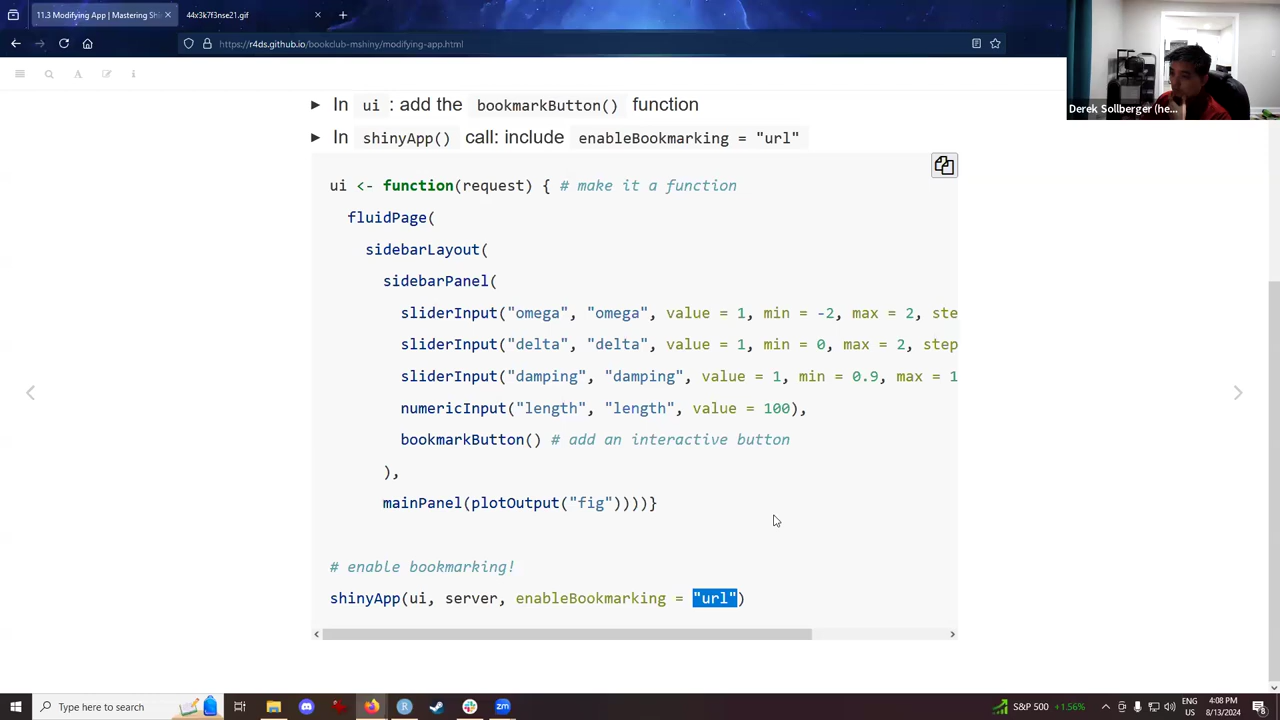 11.3 Modifying App | Mastering Shi
44x3k7f3nse21.gif
https://r4ds.github.io/bookclub-mshiny/modifying-app.html
Derek Sollberger (he...
In ui : add the bookmarkButton() function
In shinyApp() call: include enableBookmarking = "url"
ui <- function(request) { # make it a function
fluidPage(
sidebarLayout(
sidebarPanel(
sliderInput("omega", "omega", value = 1, min = -2, max = 2, ste
sliderInput("delta", "delta", value = 1, min = 0, max = 2, step
sliderInput("damping", "damping", value = 1, min = 0.9, max = 1
numericInput("length", "length", value = 100),
bookmarkButton() # add an interactive button
),
mainPanel(plotOutput("fig"))))}
# enable bookmarking!
shinyApp(ui, server, enableBookmarking = "url")
Type here to search
S&P 500 +1.56%
ENG
US
4:08 PM
8/13/2024